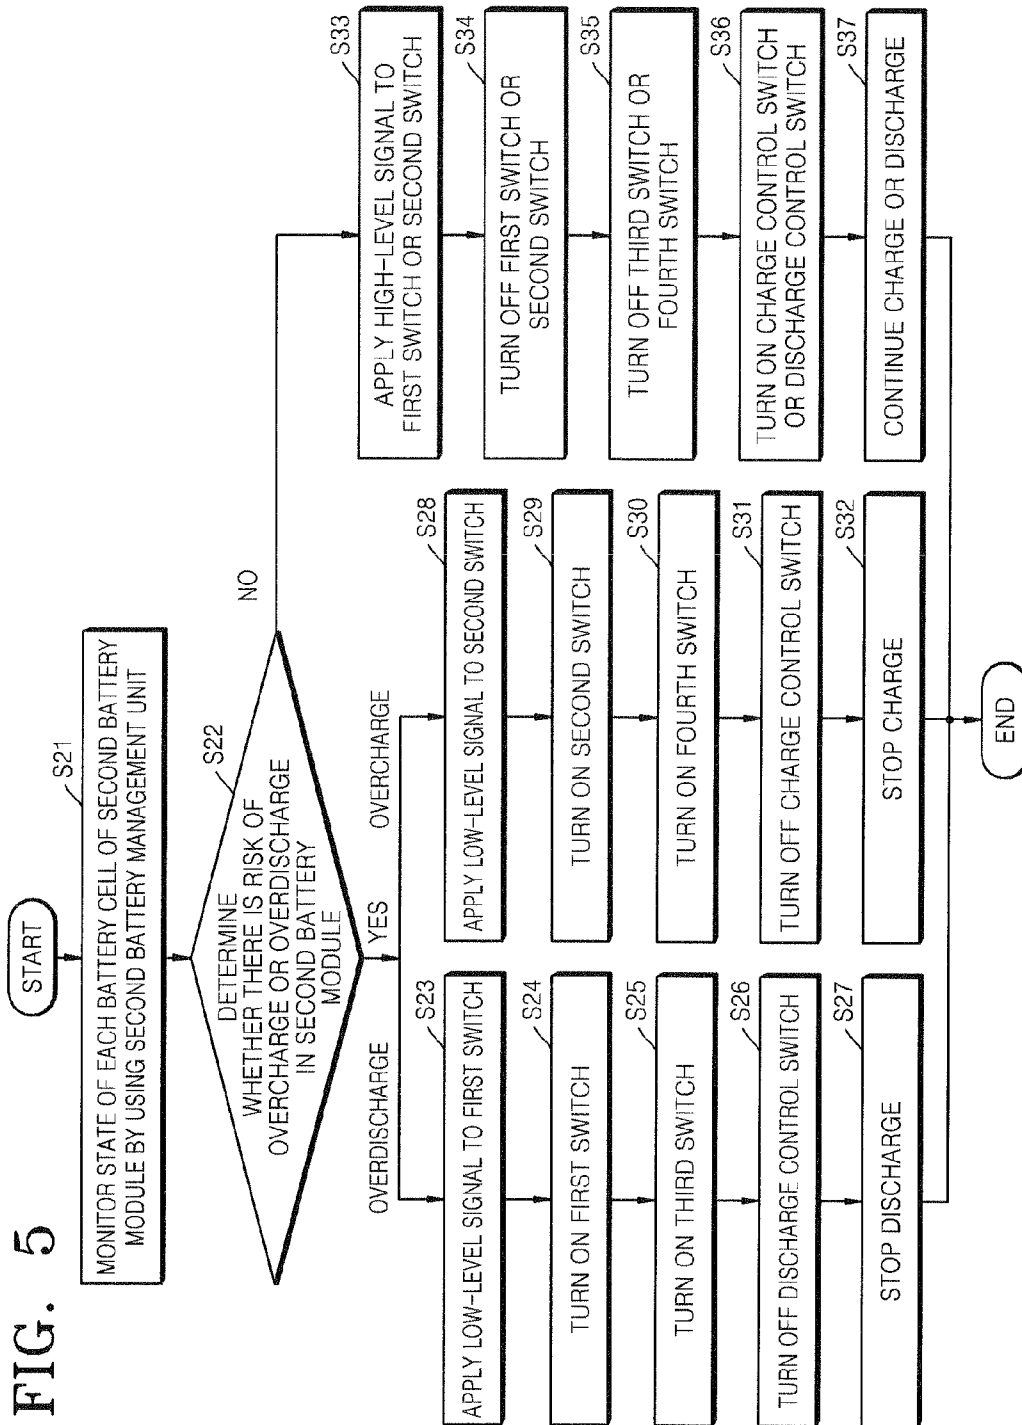 FIG. 5
START
S21
MONITOR STATE OF EACH BATTERY CELL OF SECOND BATTERY
MODULE BY USING SECOND BATTERY MANAGEMENT UNIT
S22
DETERMINE
WHETHER THERE IS RISK OF
OVERCHARGE OR OVERDISCHARGE
IN SECOND BATTERY
MODULE
NO
YES
OVERDISCHARGE
OVERCHARGE
S23
APPLY LOW-LEVEL SIGNAL TO FIRST SWITCH
S24
TURN ON FIRST SWITCH
S25
TURN ON THIRD SWITCH
S26
TURN OFF DISCHARGE CONTROL SWITCH
S27
STOP DISCHARGE
S28
APPLY LOW-LEVEL SIGNAL TO SECOND SWITCH
S29
TURN ON SECOND SWITCH
S30
TURN ON FOURTH SWITCH
S31
TURN OFF CHARGE CONTROL SWITCH
S32
STOP CHARGE
S33
APPLY HIGH-LEVEL SIGNAL TO
FIRST SWITCH OR SECOND SWITCH
S34
TURN OFF FIRST SWITCH OR
SECOND SWITCH
S35
TURN OFF THIRD SWITCH OR
FOURTH SWITCH
S36
TURN ON CHARGE CONTROL SWITCH
OR DISCHARGE CONTROL SWITCH
S37
CONTINUE CHARGE OR DISCHARGE
END